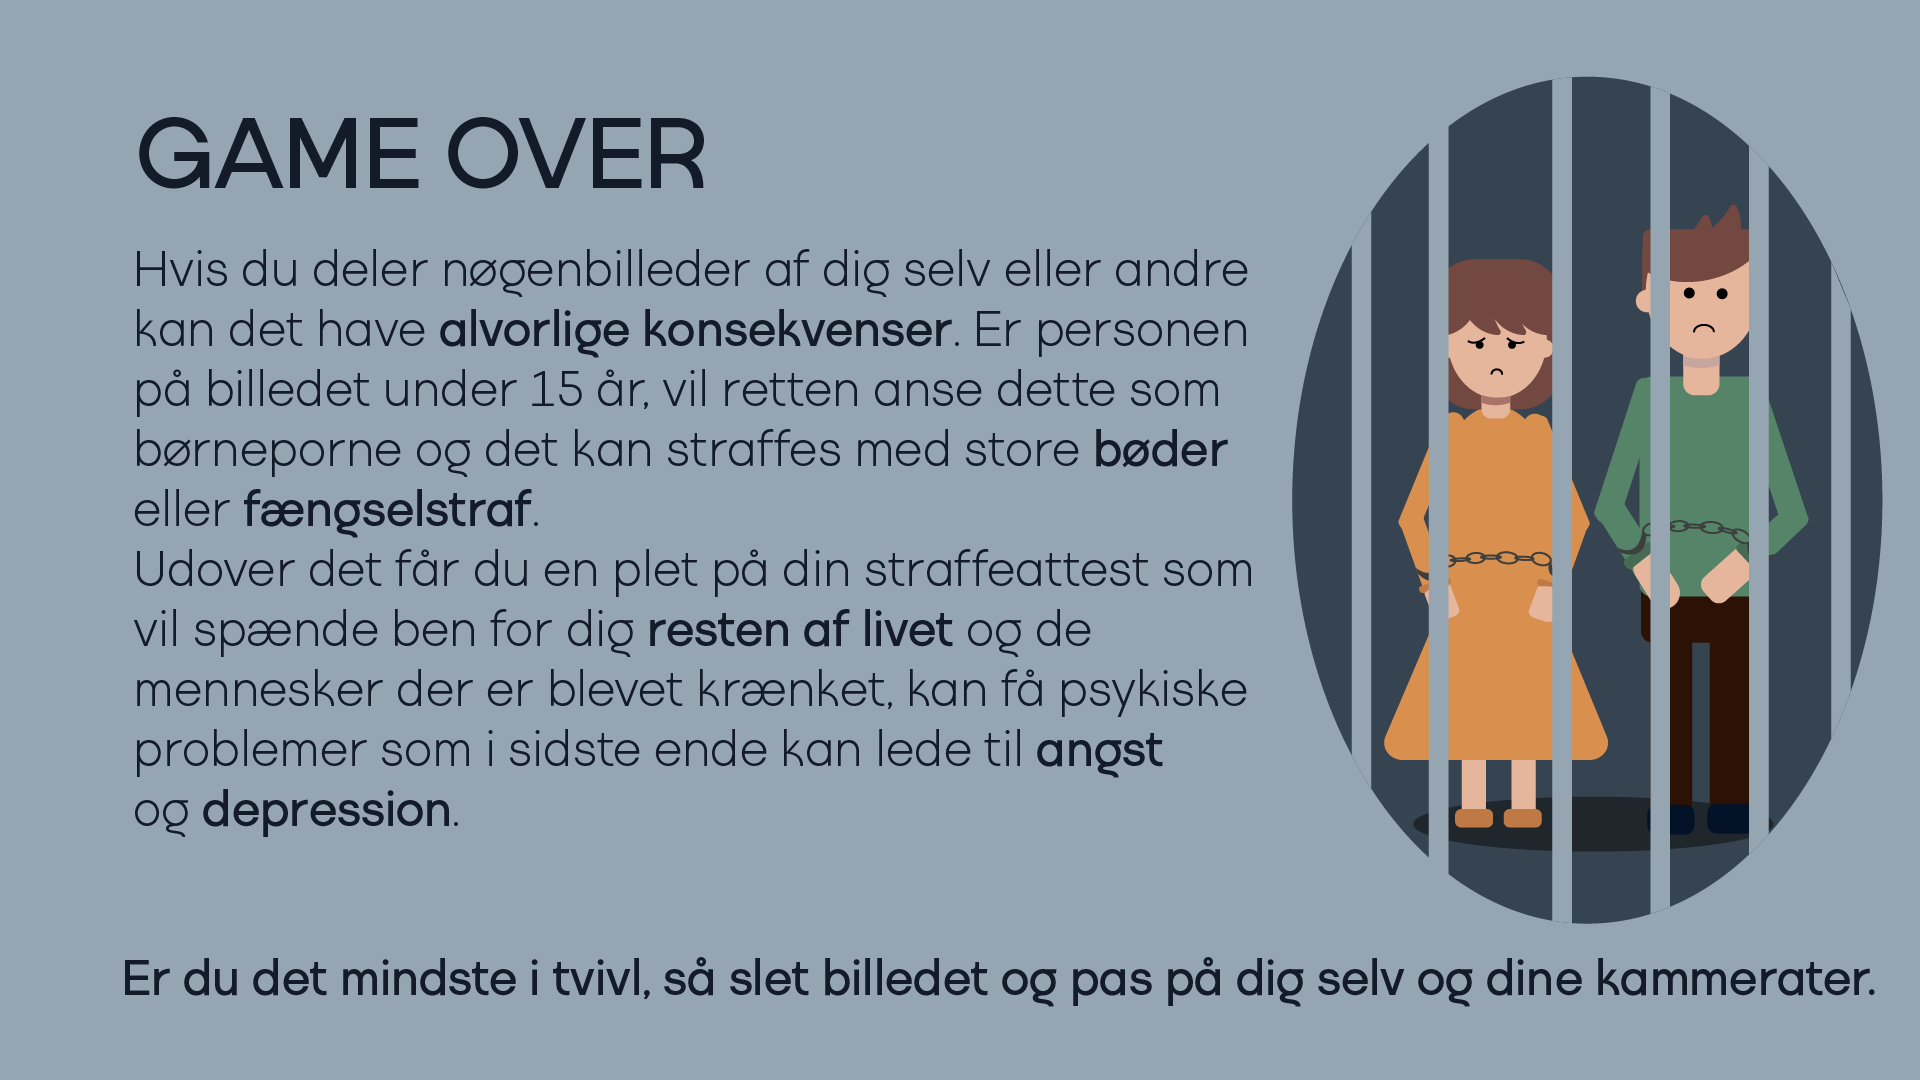 GAME OVER
Hvis du deler nøgenbilleder af dig selv eller andre
kan det have alvorlige konsekvenser. Er personen
på billedet under 15 år, vil retten anse dette som
børneporne og det kan straffes med store bøder
eller fængselstraf.
Udover det får du en plet på din straffeattest som
vil spænde ben for dig resten af livet og de
mennesker der er blevet krænket, kan få psykiske
problemer som i sidste ende kan lede til angst
og depression.
Er du det mindste i tvivl, så slet billedet og pas på dig selv og dine kammerater.